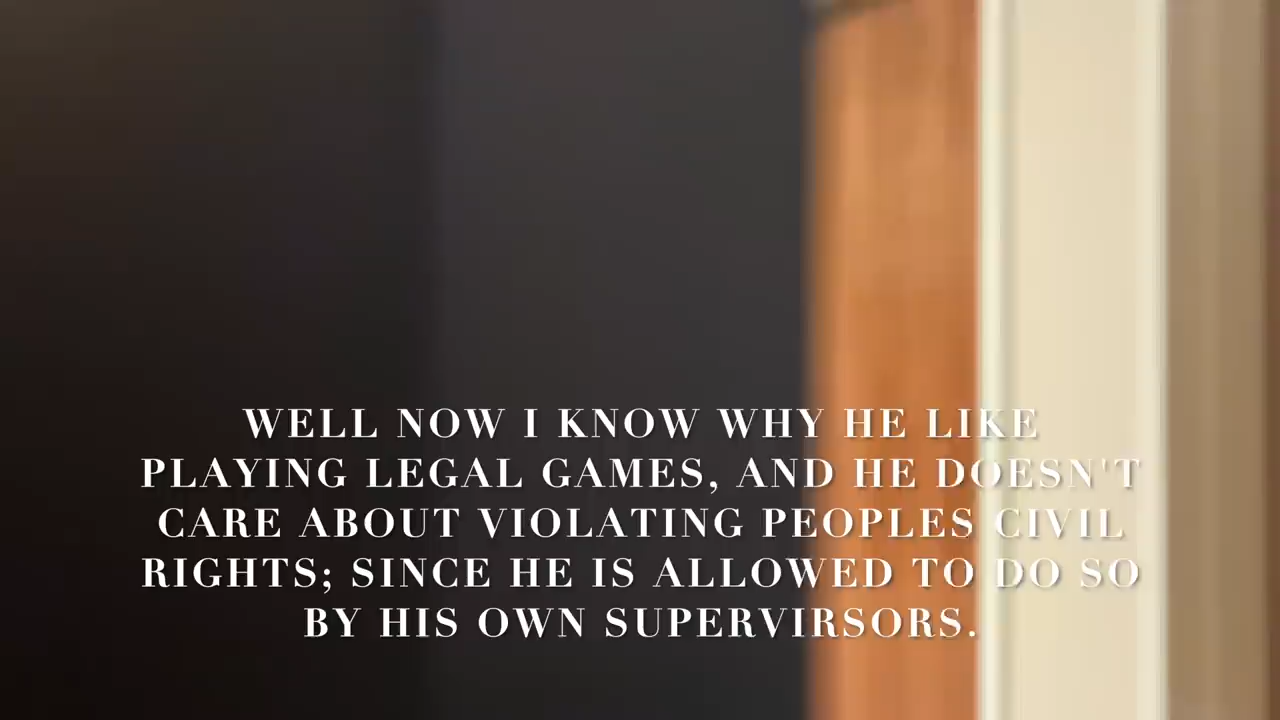 WELL NOW I KNOW WHY HE LIKE
PLAYING LEGAL GAMES, AND HE DOESN'T
CARE ABOUT VIOLATING PEOPLES CIVIL
RIGHTS; SINCE HE IS ALLOWED TO DO SO
BY HIS OWN SUPERVIRSORS.